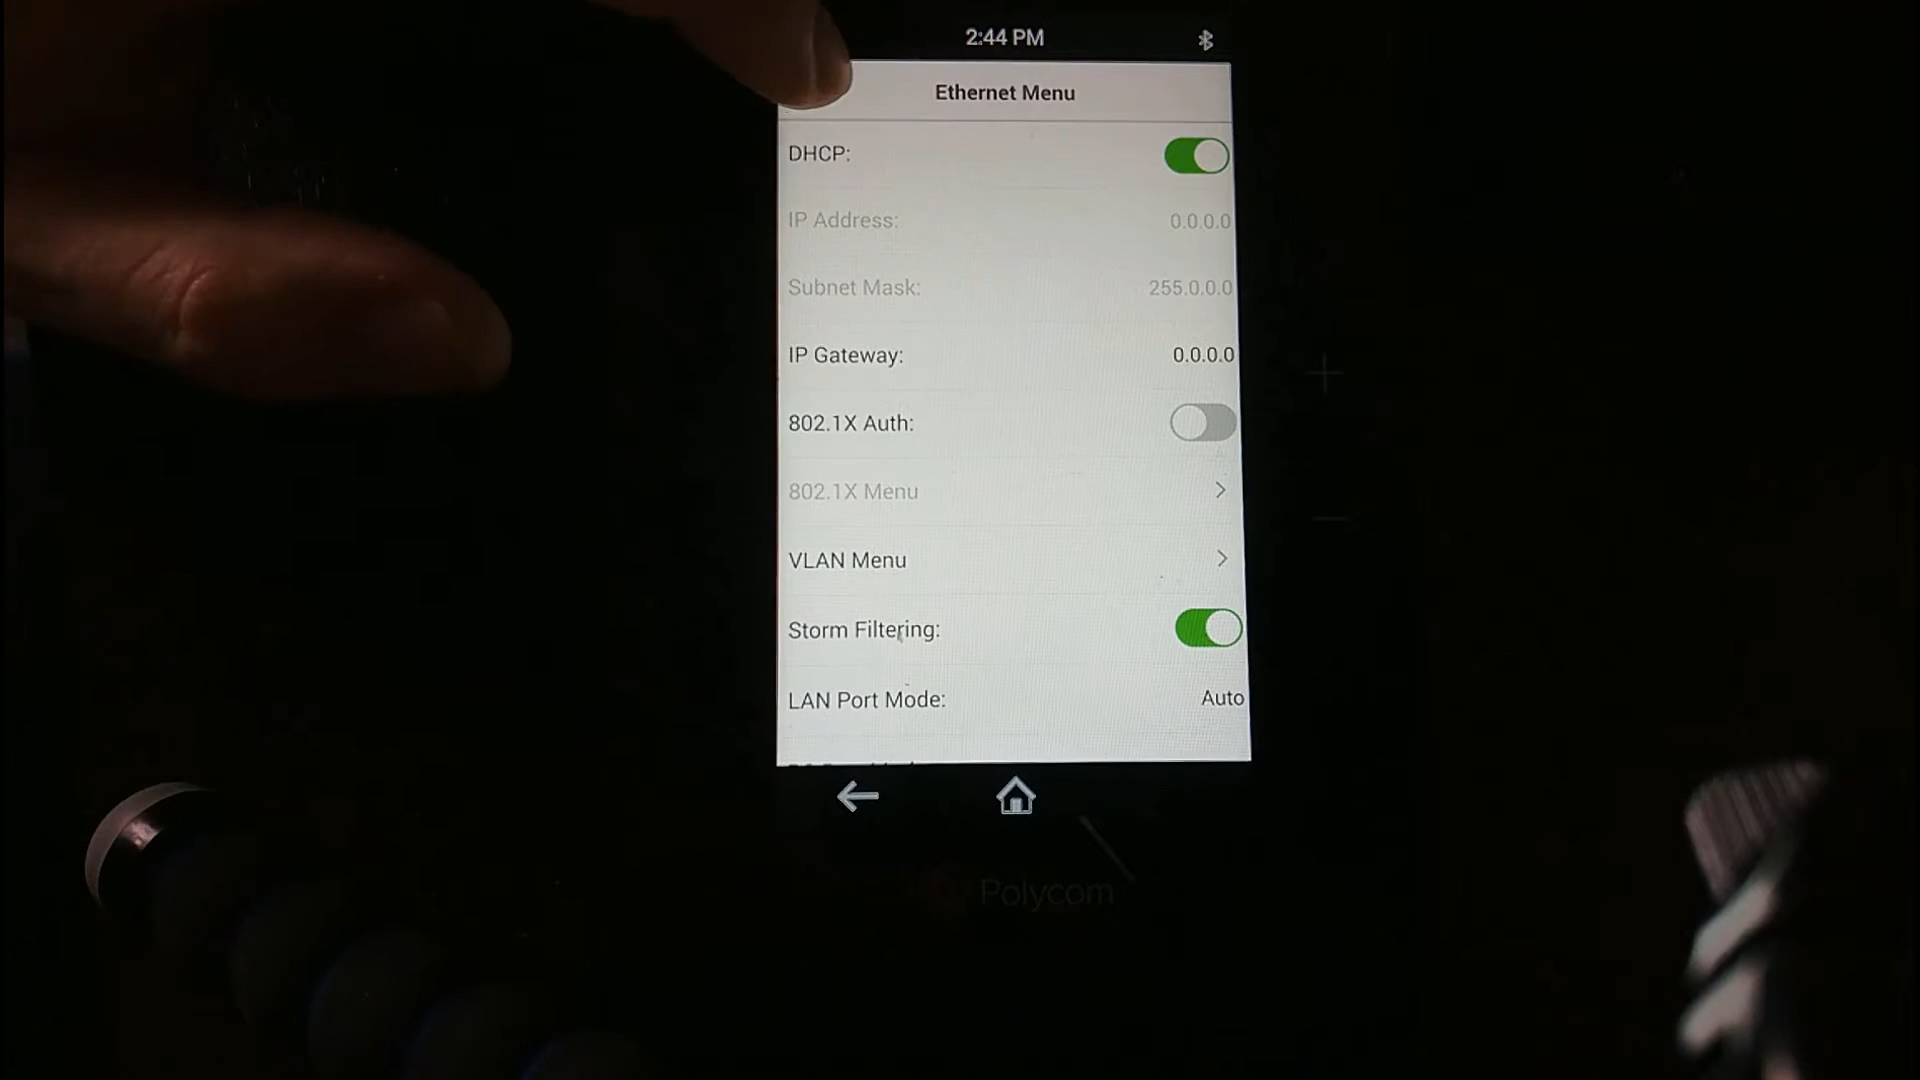 2:44 PM
Ethernet Menu
DHCP:
IP Address: 0.0.0.0
Subnet Mask: 255.0.0.0
IP Gateway: 0.0.0.0
802.1X Auth:
802.1X Menu >
VLAN Menu >
Storm Filtering:
LAN Port Mode: Auto
Polycom